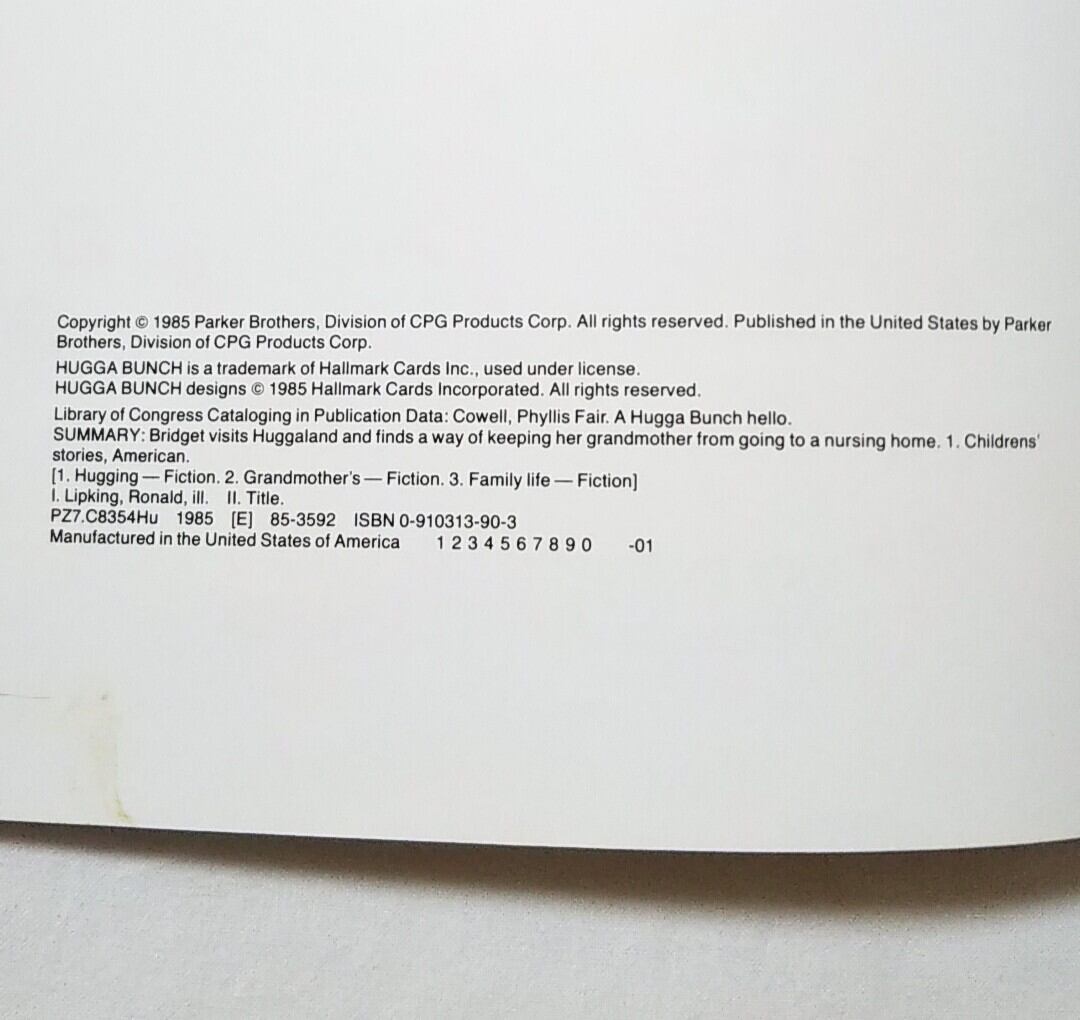 Copyright © 1985 Parker Brothers, Division of CPG Products Corp. All rights reserved. Published in the United States by Parker
Brothers, Division of CPG Products Corp.
HUGGA BUNCH is a trademark of Hallmark Cards Inc., used under license.
HUGGA BUNCH designs © 1985 Hallmark Cards Incorporated. All rights reserved.
Library of Congress Cataloging in Publication Data: Cowell, Phyllis Fair. A Hugga Bunch hello.
SUMMARY: Bridget visits Huggaland and finds a way of keeping her grandmother from going to a nursing home. 1. Childrens'
stories, American.
[1. Hugging — Fiction. 2. Grandmother's — Fiction. 3. Family life — Fiction]
I. Lipking, Ronald, ill. II. Title.
PZ7.C8354Hu 1985 [E] 85-3592 ISBN 0-910313-90-3
Manufactured in the United States of America 1 2 3 4 5 6 7 8 9 0 -01